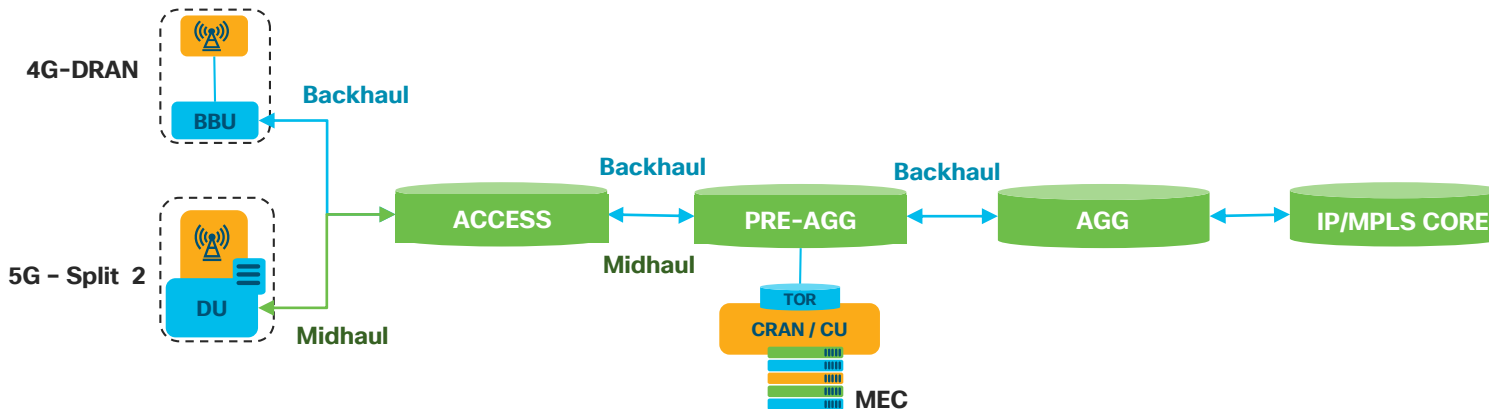 4G-DRAN
BBU
Backhaul
5G - Split 2
DU
Midhaul
ACCESS
Backhaul
Midhaul
PRE-AGG
Backhaul
AGG
IP/MPLS CORE
TOR
CRAN / CU
MEC